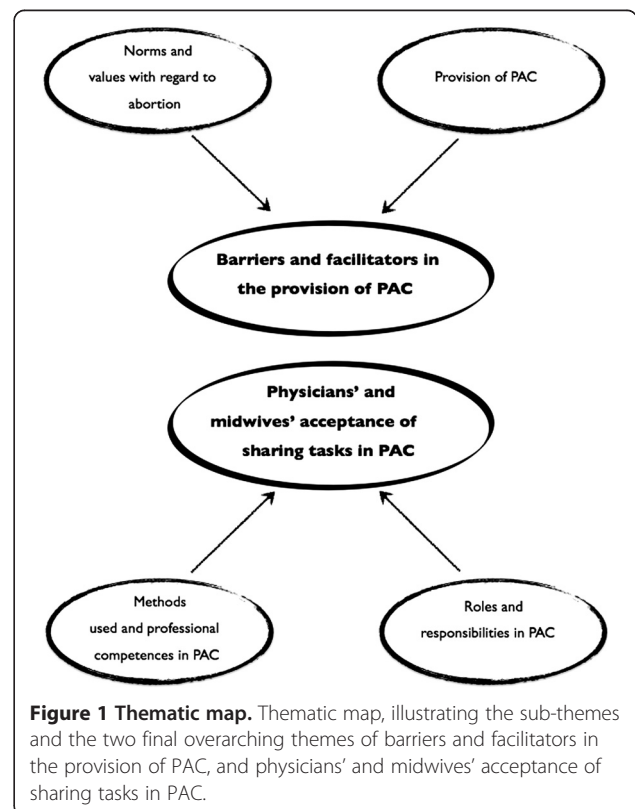 Norms and
values with regard to
abortion
Provision of PAC
Barriers and facilitators in
the provision of PAC
Physicians' and
midwives' acceptance of
sharing tasks in PAC
Methods
used and professional
competences in PAC
Roles and
responsibilities in PAC
Figure 1 Thematic map. Thematic map, illustrating the sub-themes
and the two final overarching themes of barriers and facilitators in
the provision of PAC, and physicians' and midwives' acceptance of
sharing tasks in PAC.